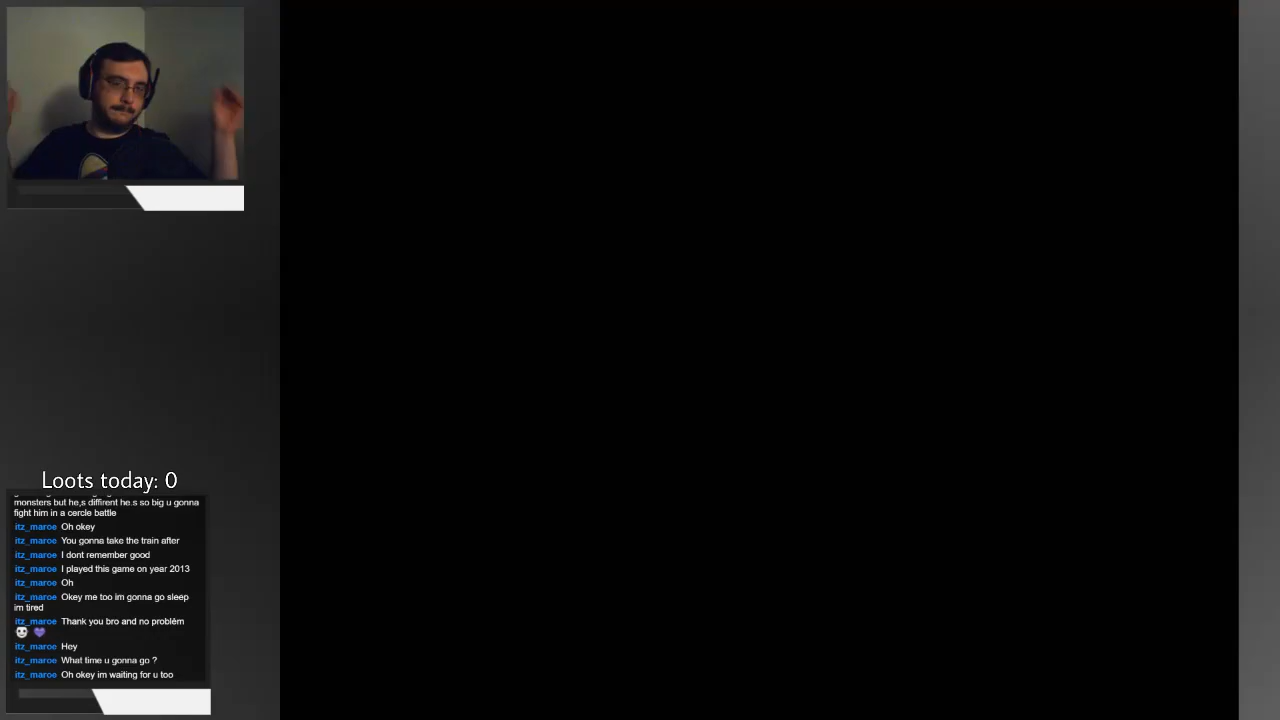 Loots today: 0
monsters but he,s diffirent he.s so big u gonna
fight him in a cercle battle
itz_maroe Oh okey
itz_maroe You gonna take the train after
itz_maroe I dont remember good
itz_maroe I played this game on year 2013
itz_maroe Oh
itz_maroe Okey me too im gonna go sleep
im tired
itz_maroe Thank you bro and no problèm
itz_maroe Hey
itz_maroe What time u gonna go ?
itz_maroe Oh okey im waiting for u too